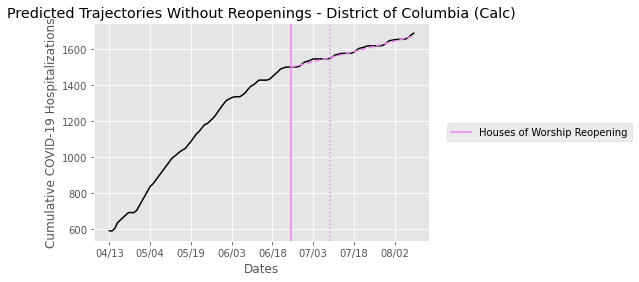 Predicted Trajectories Without Reopenings - District of Columbia (Calc)
Cumulative COVID-19 Hospitalizations
1600
1400
1200
1000
800
600
04/13 05/04 05/19 06/03 06/18 07/03 07/18 08/02
Dates
Houses of Worship Reopening